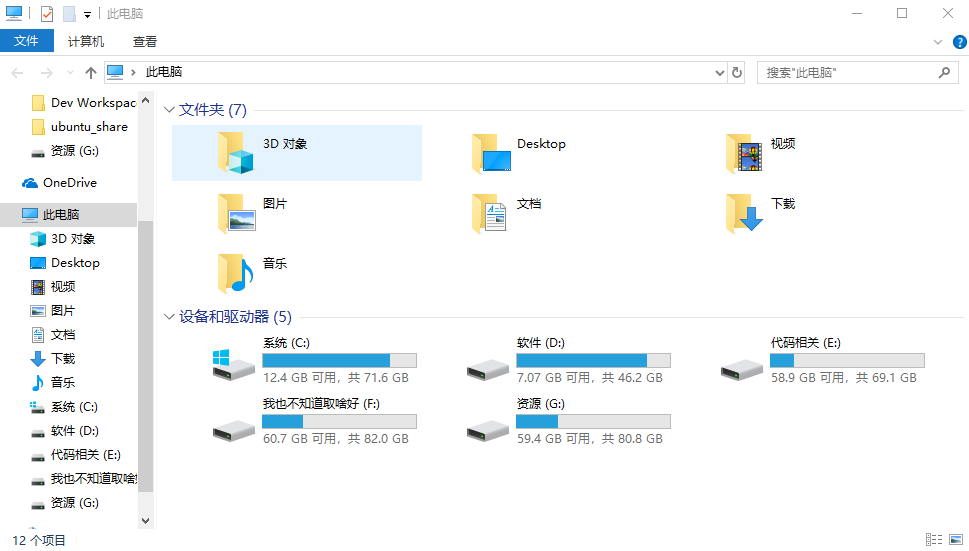 此电脑
文件 计算机 查看
此电脑 搜索"此电脑"
Dev Workspac
ubuntu_share
资源 (G:)
OneDrive
此电脑
3D 对象
Desktop
视频
图片
文档
下载
音乐
系统 (C:)
软件 (D:)
代码相关 (E:)
我也不知道取啥
资源 (G:)
文件夹 (7)
3D 对象 Desktop 视频
图片 文档 下载
音乐
设备和驱动器 (5)
系统 (C:) 软件 (D:) 代码相关 (E:)
12.4 GB 可用，共 71.6 GB 7.07 GB 可用，共 46.2 GB 58.9 GB 可用，共 69.1 GB
我也不知道取啥好 (F:) 资源 (G:)
60.7 GB 可用，共 82.0 GB 59.4 GB 可用，共 80.8 GB
12 个项目